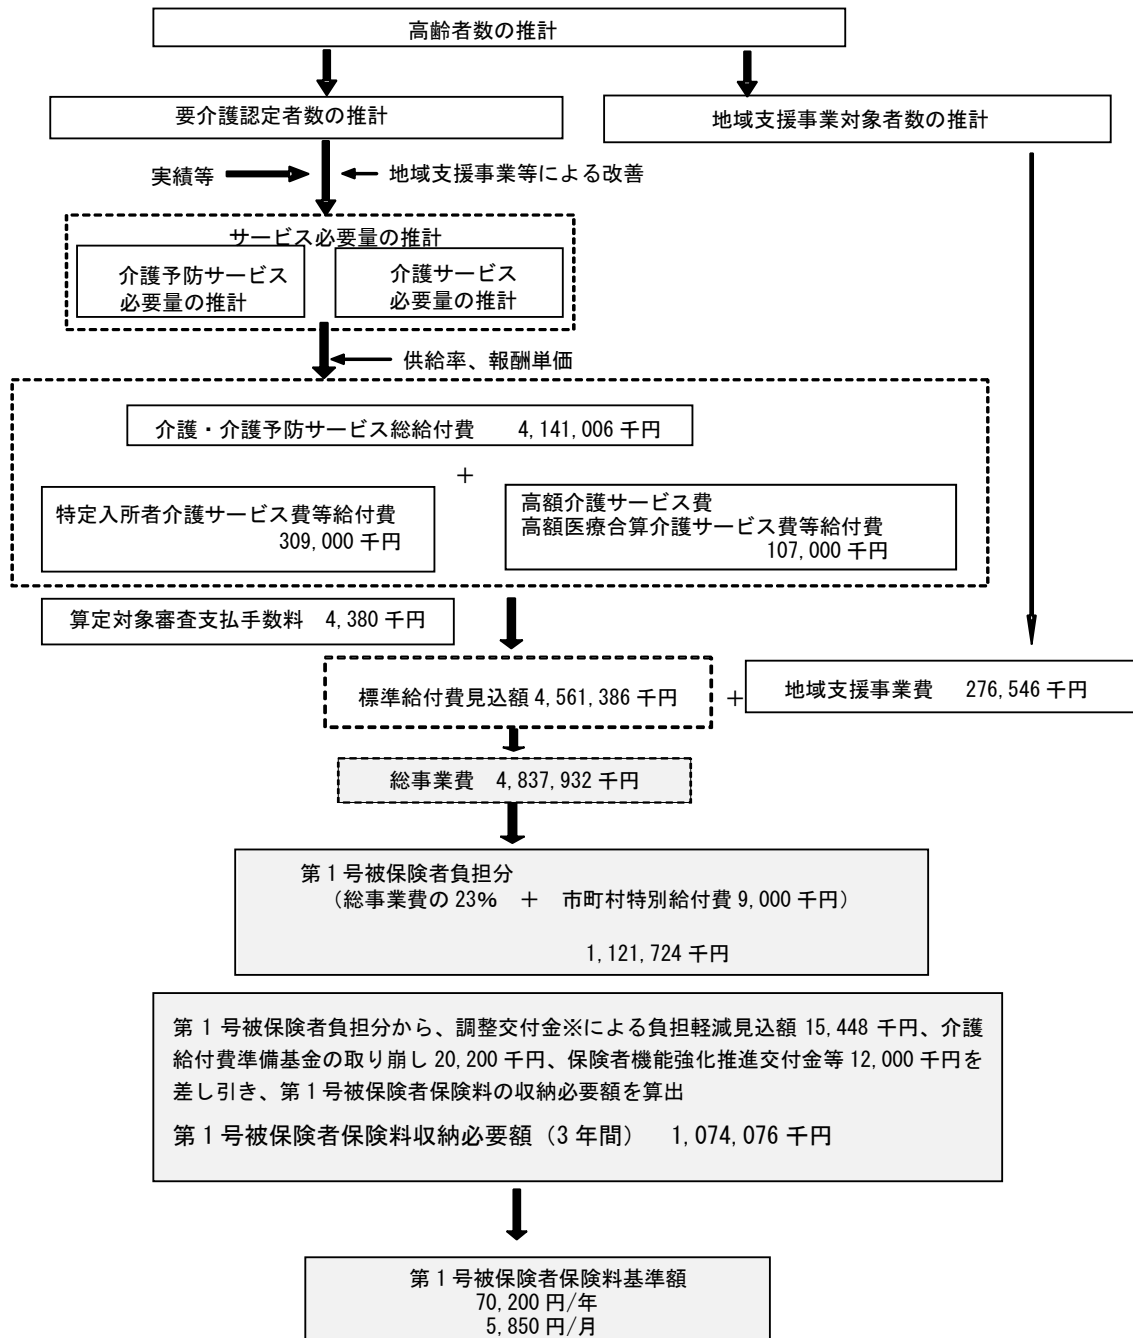 高齢者数の推計
要介護認定者数の推計
地域支援事業対象者数の推計
実績等
地域支援事業等による改善
サービス必要量の推計
介護予防サービス
必要量の推計
介護サービス
必要量の推計
供給率、報酬単価
介護・介護予防サービス総給付費 4,141,006 千円
+
特定入所者介護サービス費等給付費
309,000 千円
高額介護サービス費
高額医療合算介護サービス費等給付費
107,000 千円
算定対象審査支払手数料 4,380 千円
標準給付費見込額 4,561,386 千円
+
地域支援事業費 276,546 千円
総事業費 4,837,932 千円
第1号被保険者負担分
（総事業費の 23% + 市町村特別給付費 9,000 千円）
1,121,724 千円
第1号被保険者負担分から、調整交付金※による負担軽減見込額 15,448 千円、介護
給付費準備基金の取り崩し 20,200 千円、保険者機能強化推進交付金等 12,000 千円を
差し引き、第1号被保険者保険料の収納必要額を算出
第1号被保険者保険料収納必要額（3年間） 1,074,076 千円
第1号被保険者保険料基準額
70,200 円/年
5,850 円/月